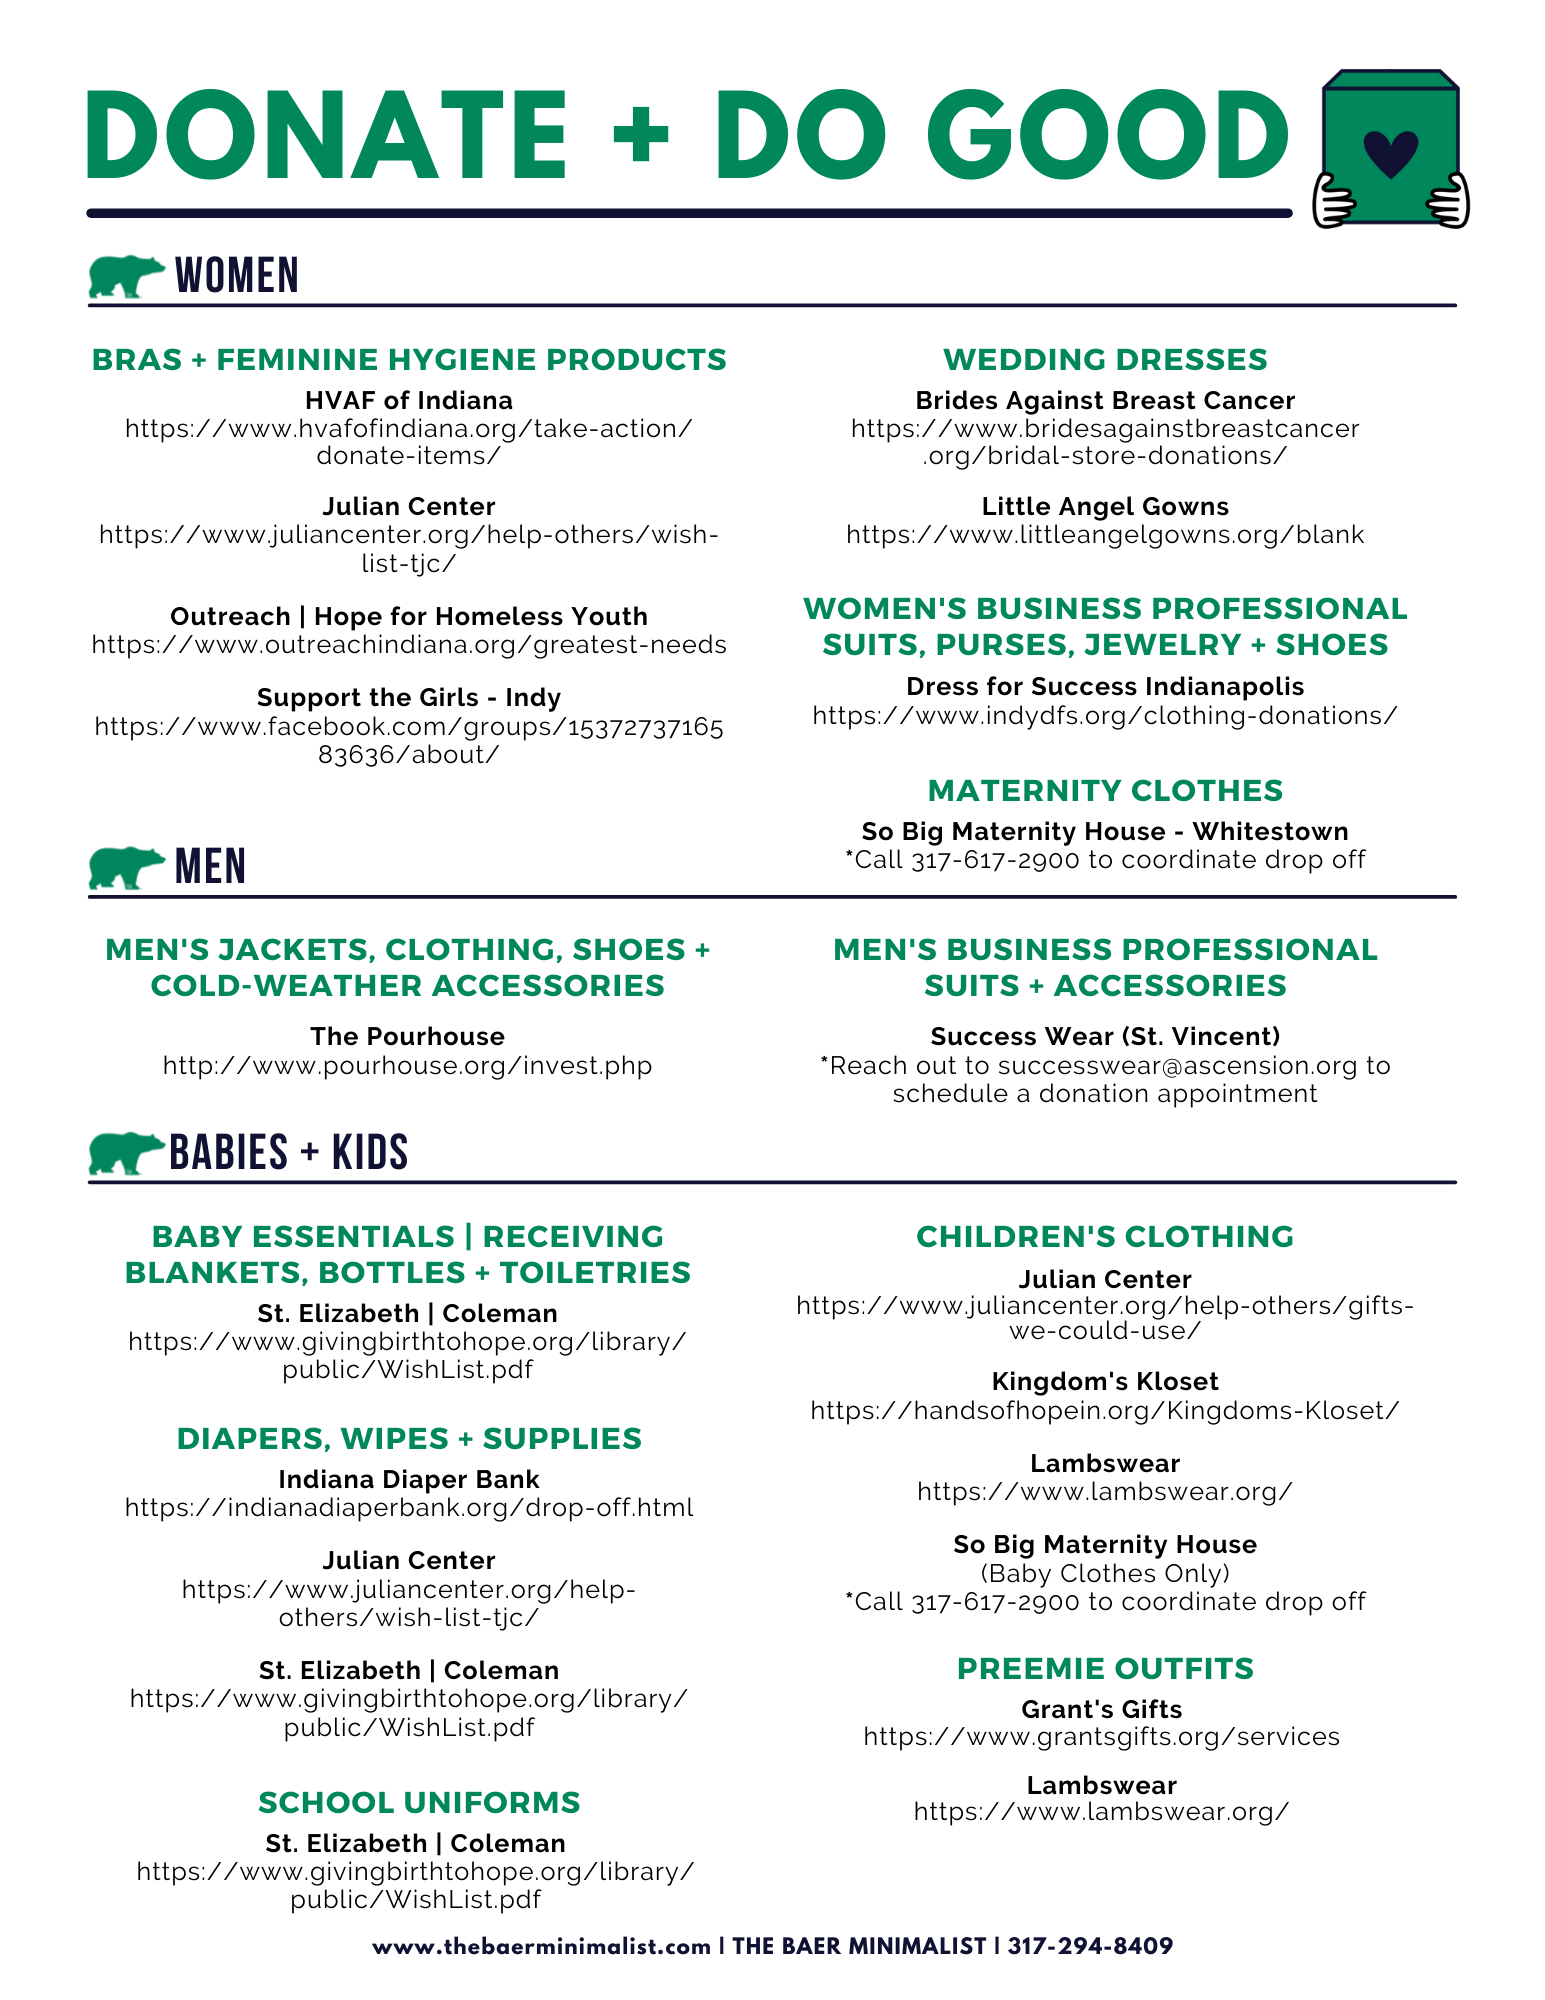 DONATE + DO GOOD
WOMEN
BRAS + FEMININE HYGIENE PRODUCTS
HVAF of Indiana
https://www.hvafofindiana.org/take-action/
donate-items/
Julian Center
https://www.juliancenter.org/help-others/wish-
list-tjc/
Outreach | Hope for Homeless Youth
https://www.outreachindiana.org/greatest-needs
Support the Girls - Indy
https://www.facebook.com/groups/15372737165
83636/about/
WEDDING DRESSES
Brides Against Breast Cancer
https://www.bridesagainstbreastcancer
.org/bridal-store-donations/
Little Angel Gowns
https://www.littleangelgowns.org/blank
WOMEN'S BUSINESS PROFESSIONAL
SUITS, PURSES, JEWELRY + SHOES
Dress for Success Indianapolis
https://www.indydfs.org/clothing-donations/
MATERNITY CLOTHES
So Big Maternity House - Whitestown
*Call 317-617-2900 to coordinate drop off
MEN
MEN'S JACKETS, CLOTHING, SHOES +
COLD-WEATHER ACCESSORIES
The Pourhouse
http://www.pourhouse.org/invest.php
MEN'S BUSINESS PROFESSIONAL
SUITS + ACCESSORIES
Success Wear (St. Vincent)
*Reach out to successwear@ascension.org to
schedule a donation appointment
BABIES + KIDS
BABY ESSENTIALS | RECEIVING
BLANKETS, BOTTLES + TOILETRIES
St. Elizabeth | Coleman
https://www.givingbirthtohope.org/library/
public/WishList.pdf
DIAPERS, WIPES + SUPPLIES
Indiana Diaper Bank
https://indianadiaperbank.org/drop-off.html
Julian Center
https://www.juliancenter.org/help-
others/wish-list-tjc/
St. Elizabeth | Coleman
https://www.givingbirthtohope.org/library/
public/WishList.pdf
SCHOOL UNIFORMS
St. Elizabeth | Coleman
https://www.givingbirthtohope.org/library/
public/WishList.pdf
CHILDREN'S CLOTHING
Julian Center
https://www.juliancenter.org/help-others/gifts-
we-could-use/
Kingdom's Kloset
https://handsofhopein.org/Kingdoms-Kloset/
Lambswear
https://www.lambswear.org/
So Big Maternity House
(Baby Clothes Only)
*Call 317-617-2900 to coordinate drop off
PREEMIE OUTFITS
Grant's Gifts
https://www.grantsgifts.org/services
Lambswear
https://www.lambswear.org/
www.thebaerminimalist.com | THE BAER MINIMALIST | 317-294-8409